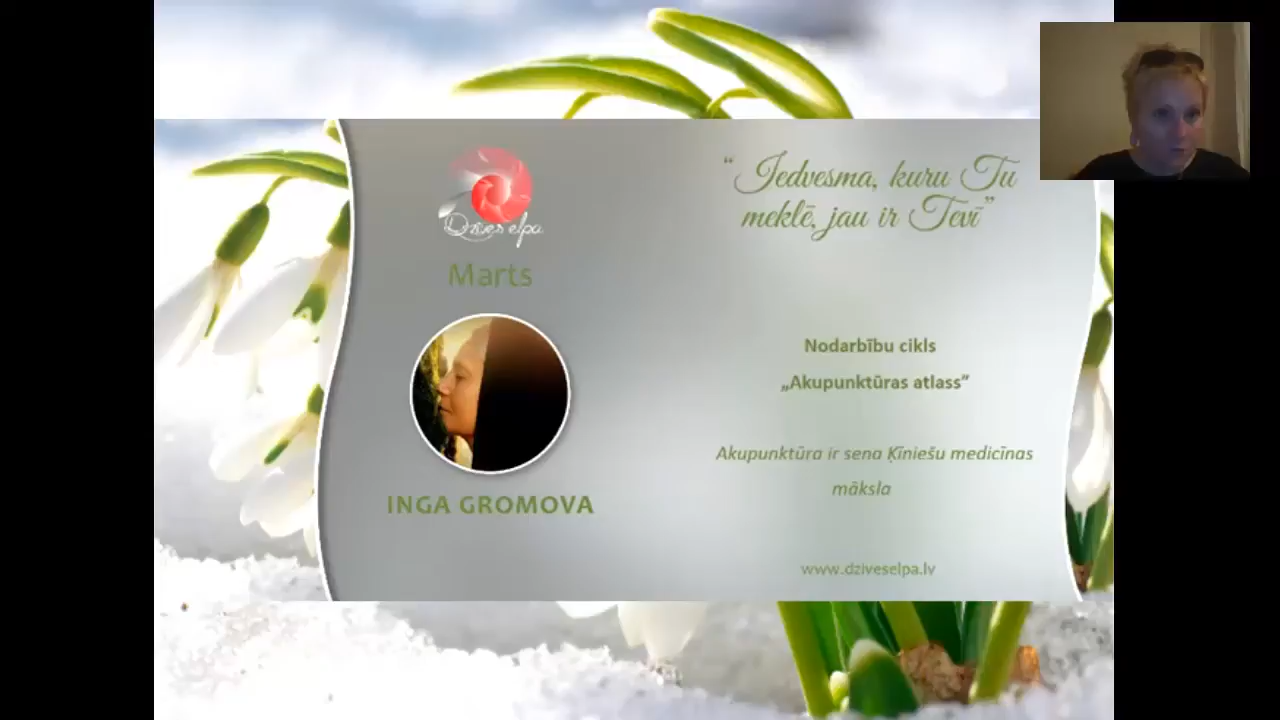 Dzīves elpa
Marts
INGA GROMOVA
“ Iedvesma, kuru Tu
meklē, jau ir Tevī”
Nodarbību cikls
„Akupunktūras atlass”
Akupunktūra ir sena Ķīniešu medicīnas
māksla
www.dziveselpa.lv